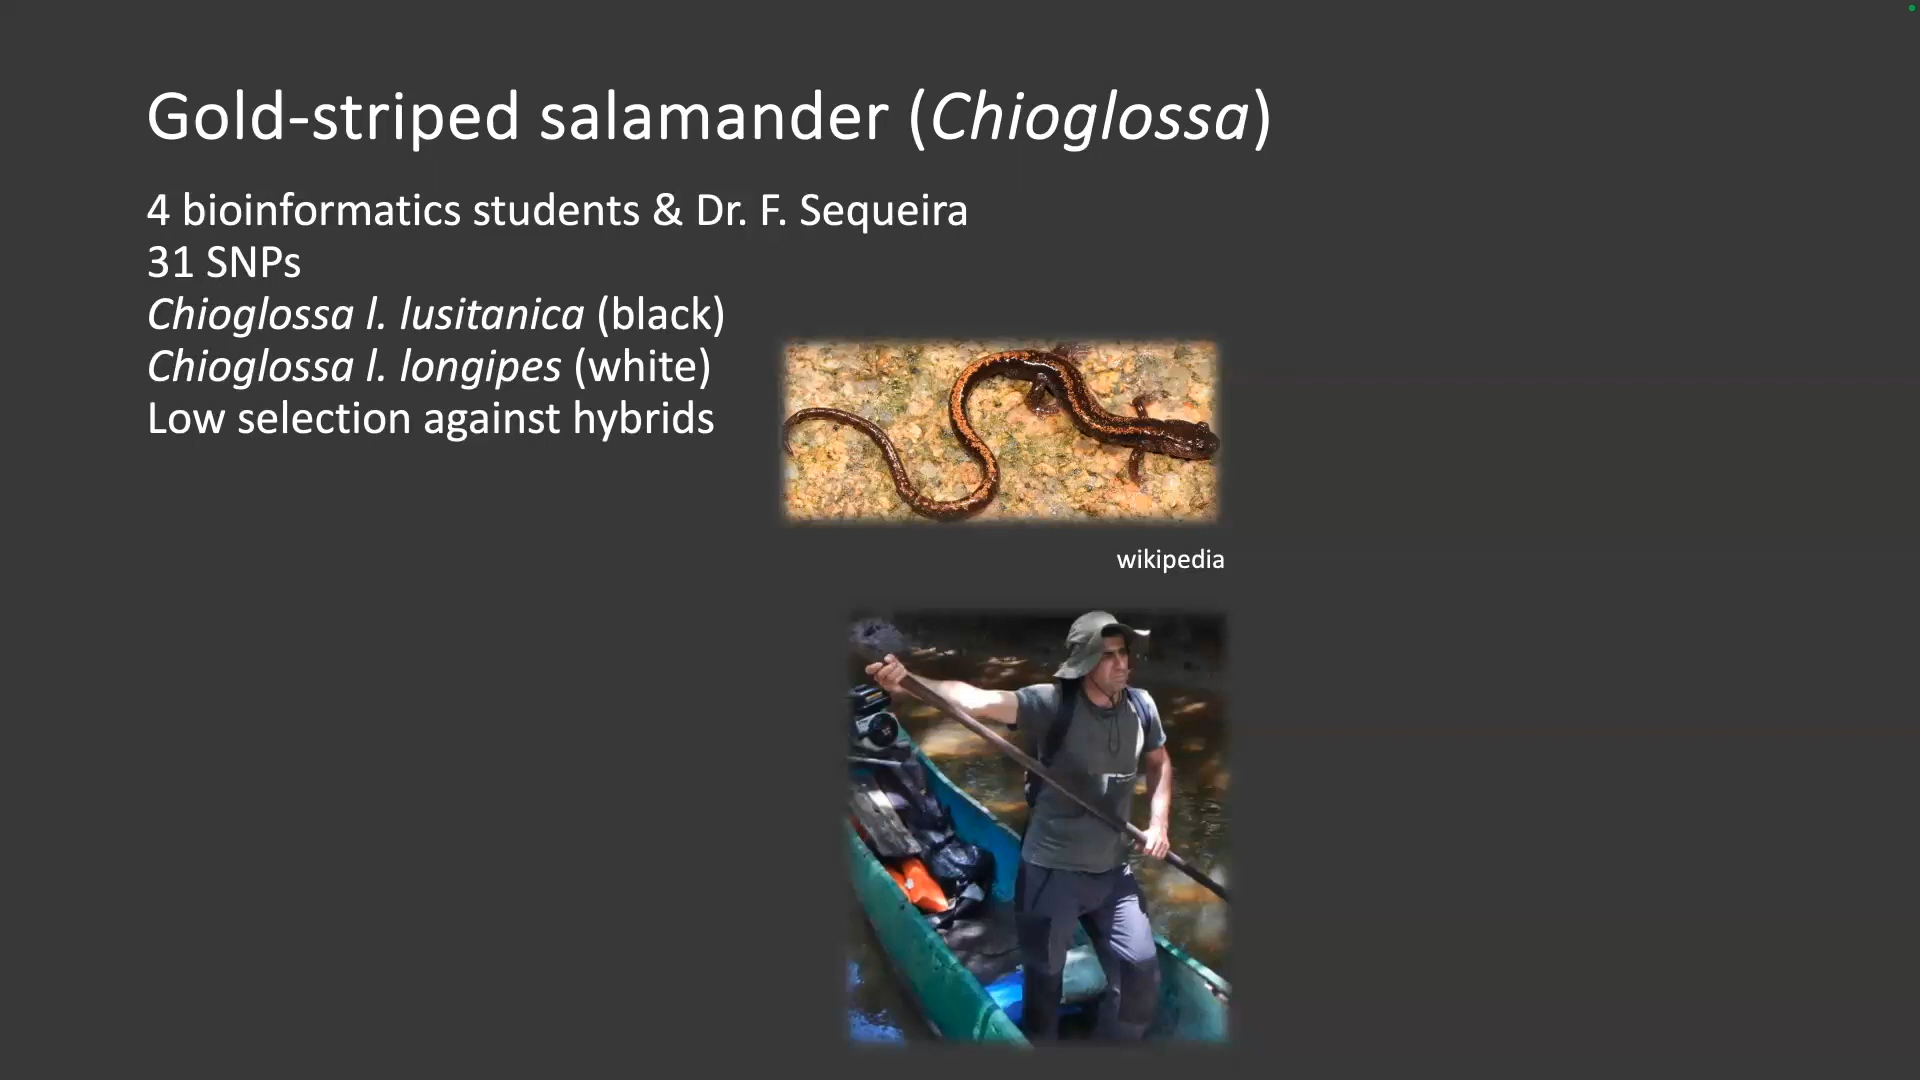 Gold-striped salamander (Chioglossa)
4 bioinformatics students & Dr. F. Sequeira
31 SNPs
Chioglossa l. lusitanica (black)
Chioglossa l. longipes (white)
Low selection against hybrids
wikipedia